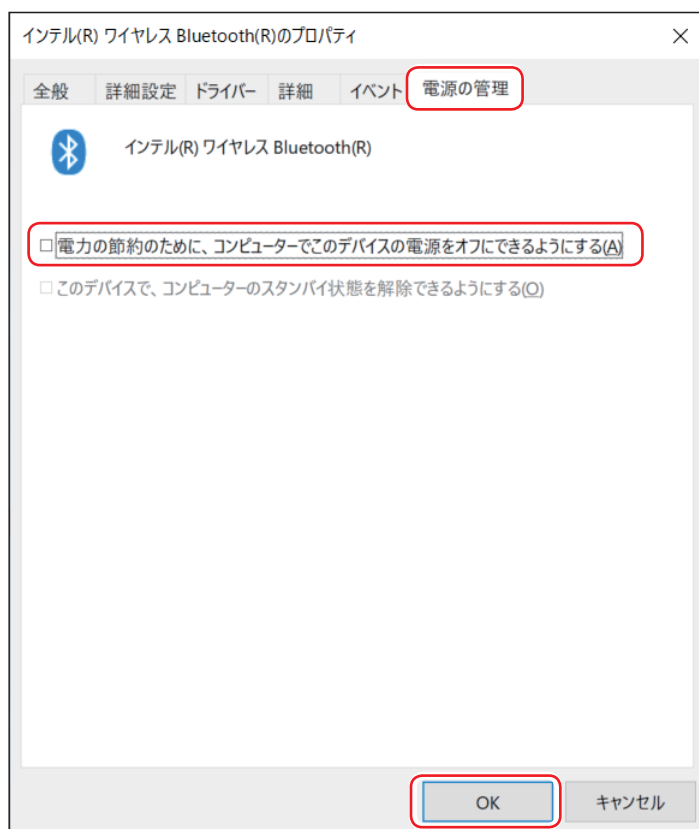 インテル(R) ワイヤレス Bluetooth(R)のプロパティ
全般 詳細設定 ドライバー 詳細 イベント 電源の管理
インテル(R) ワイヤレス Bluetooth(R)
電力の節約のために、コンピューターでこのデバイスの電源をオフにできるようにする(A)
このデバイスで、コンピューターのスタンバイ状態を解除できるようにする(O)
OK キャンセル